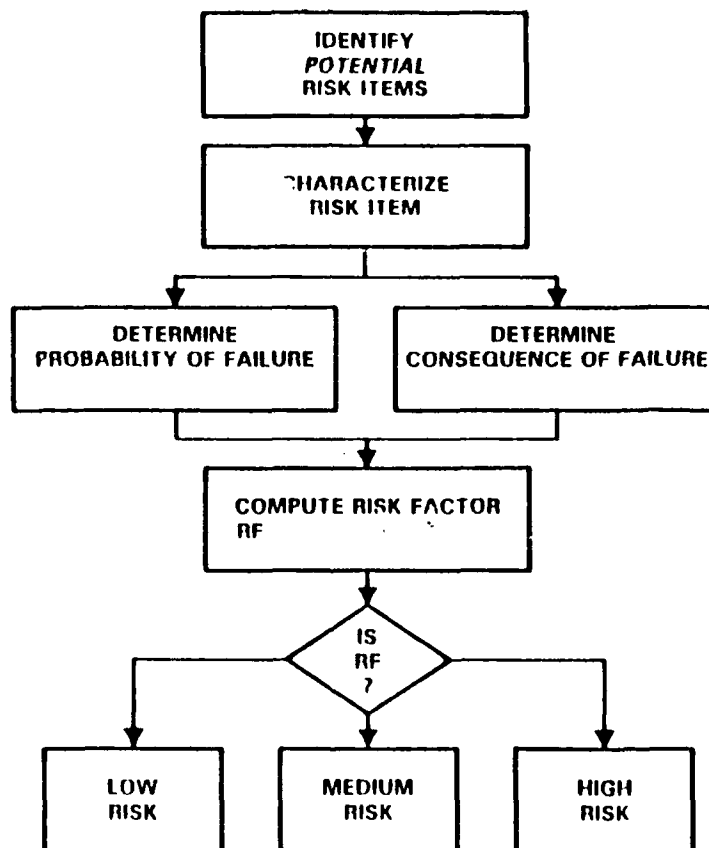 IDENTIFY
POTENTIAL
RISK ITEMS
CHARACTERIZE
RISK ITEM
DETERMINE
PROBABILITY OF FAILURE
DETERMINE
CONSEQUENCE OF FAILURE
COMPUTE RISK FACTOR
RF
IS
RF
?
LOW
RISK
MEDIUM
RISK
HIGH
RISK